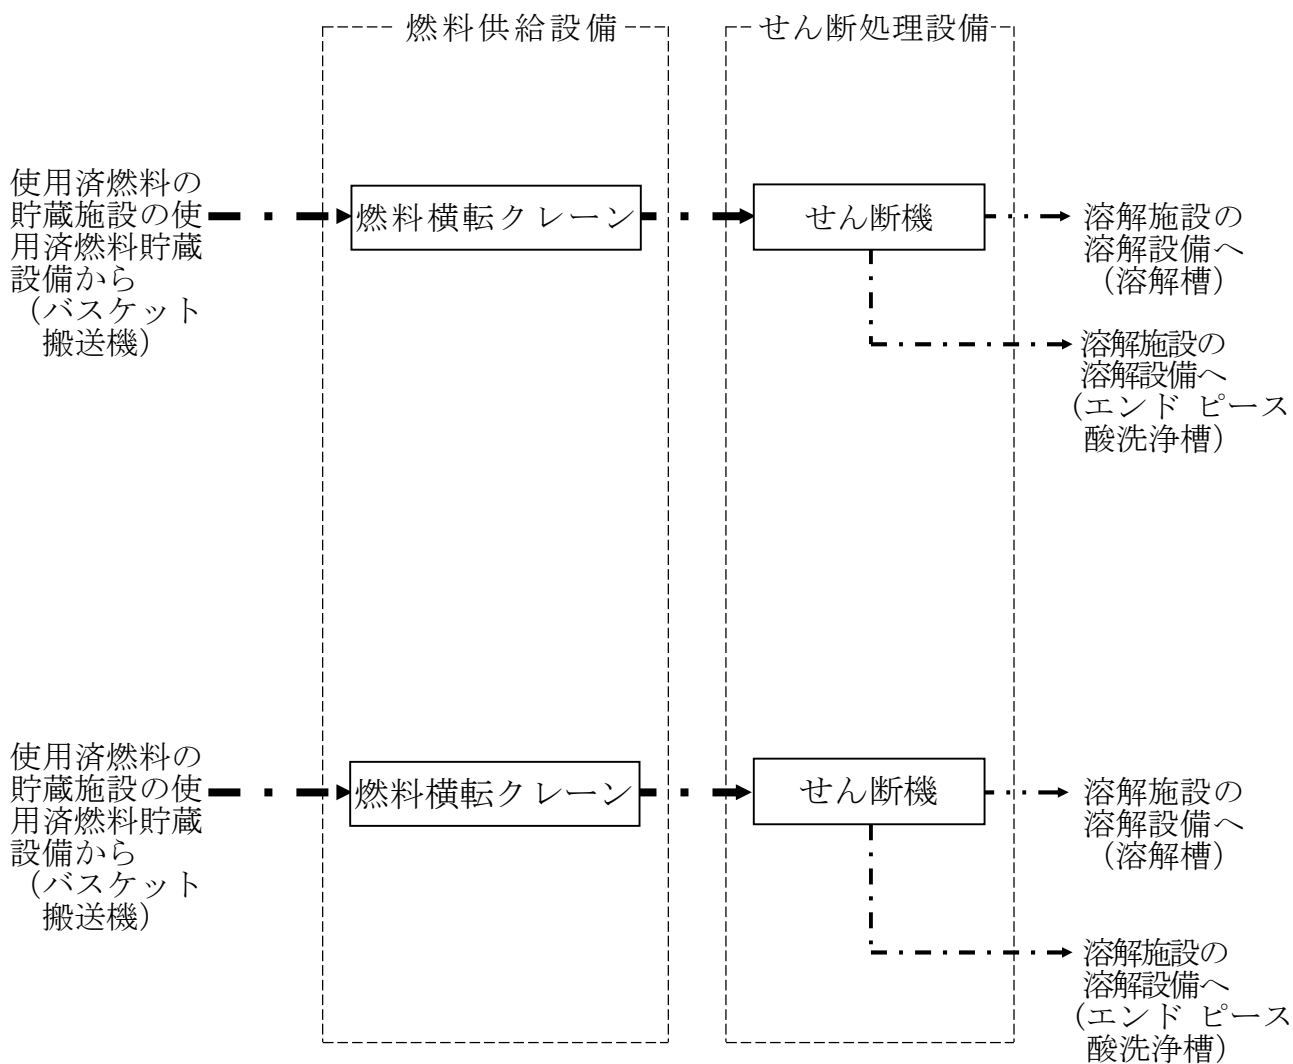 燃料供給設備
せん断処理設備
使用済燃料の
貯蔵施設の使
用済燃料貯蔵
設備から
（バスケット
搬送機）
燃料横転クレーン
せん断機
溶解施設の
溶解設備へ
（溶解槽）
溶解施設の
溶解設備へ
（エンド ピース
酸洗浄槽）
使用済燃料の
貯蔵施設の使
用済燃料貯蔵
設備から
（バスケット
搬送機）
燃料横転クレーン
せん断機
溶解施設の
溶解設備へ
（溶解槽）
溶解施設の
溶解設備へ
（エンド ピース
酸洗浄槽）